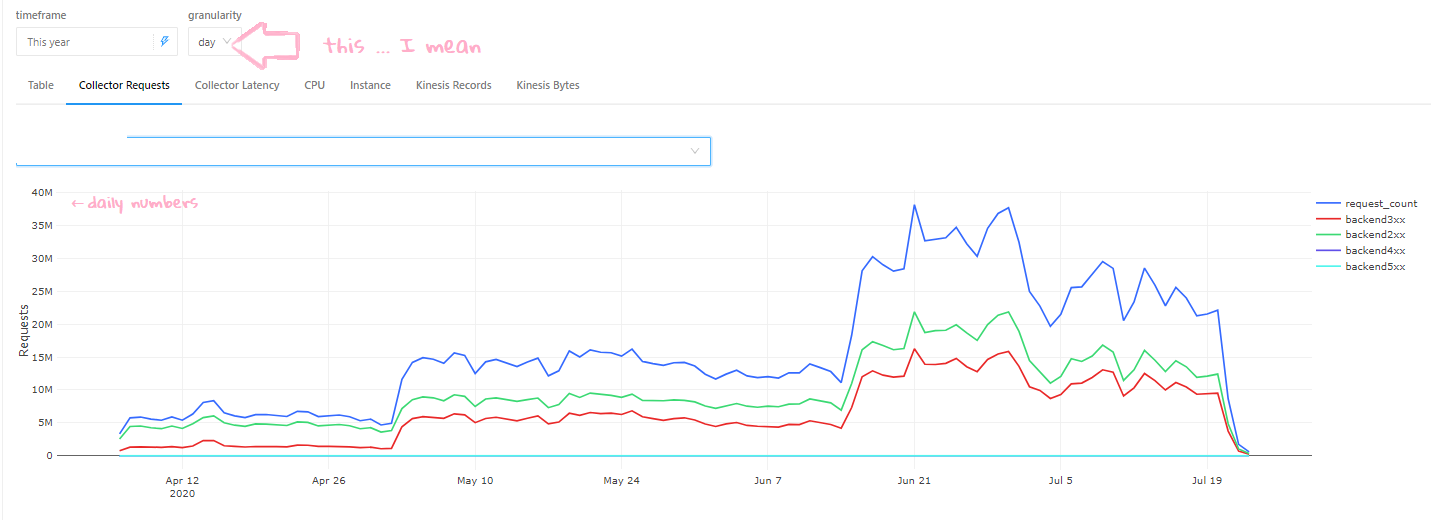 timeframe granularity
This year day this ... I mean
Table Collector Requests Collector Latency CPU Instance Kinesis Records Kinesis Bytes
40M ←daily numbers request_count
35M backend3xx
30M backend2xx
25M backend4xx
20M backend5xx
15M
10M
5M
0
Requests
Apr 12 Apr 26 May 10 May 24 Jun 7 Jun 21 Jul 5 Jul 19
2020